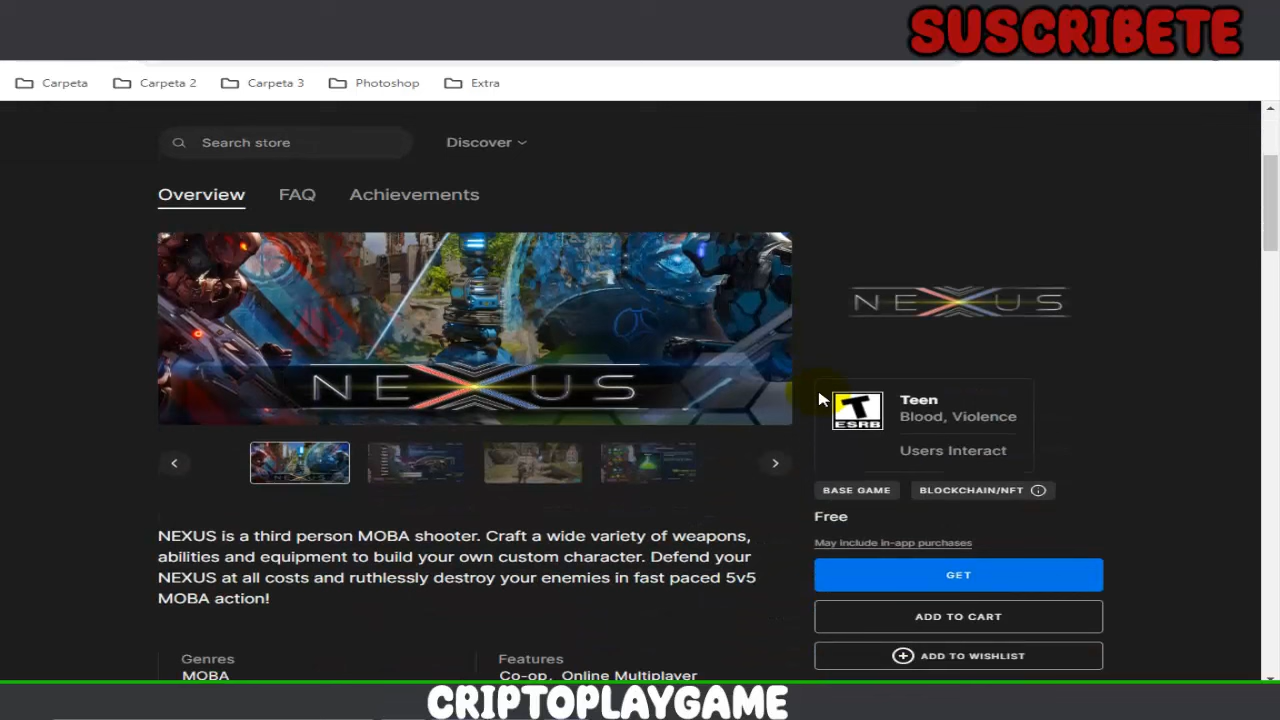 SUSCRIBETE
Carpeta
Carpeta 2
Carpeta 3
Photoshop
Extra
Search store
Discover
Overview
FAQ
Achievements
NEXUS
NEXUS
T
ESRB
Teen
Blood, Violence
Users Interact
BASE GAME
BLOCKCHAIN/NFT
Free
May include in-app purchases
GET
ADD TO CART
ADD TO WISHLIST
NEXUS is a third person MOBA shooter. Craft a wide variety of weapons,
abilities and equipment to build your own custom character. Defend your
NEXUS at all costs and ruthlessly destroy your enemies in fast paced 5v5
MOBA action!
Genres
MOBA
Features
Co-op, Online Multiplayer
CRIPTOPLAYGAME